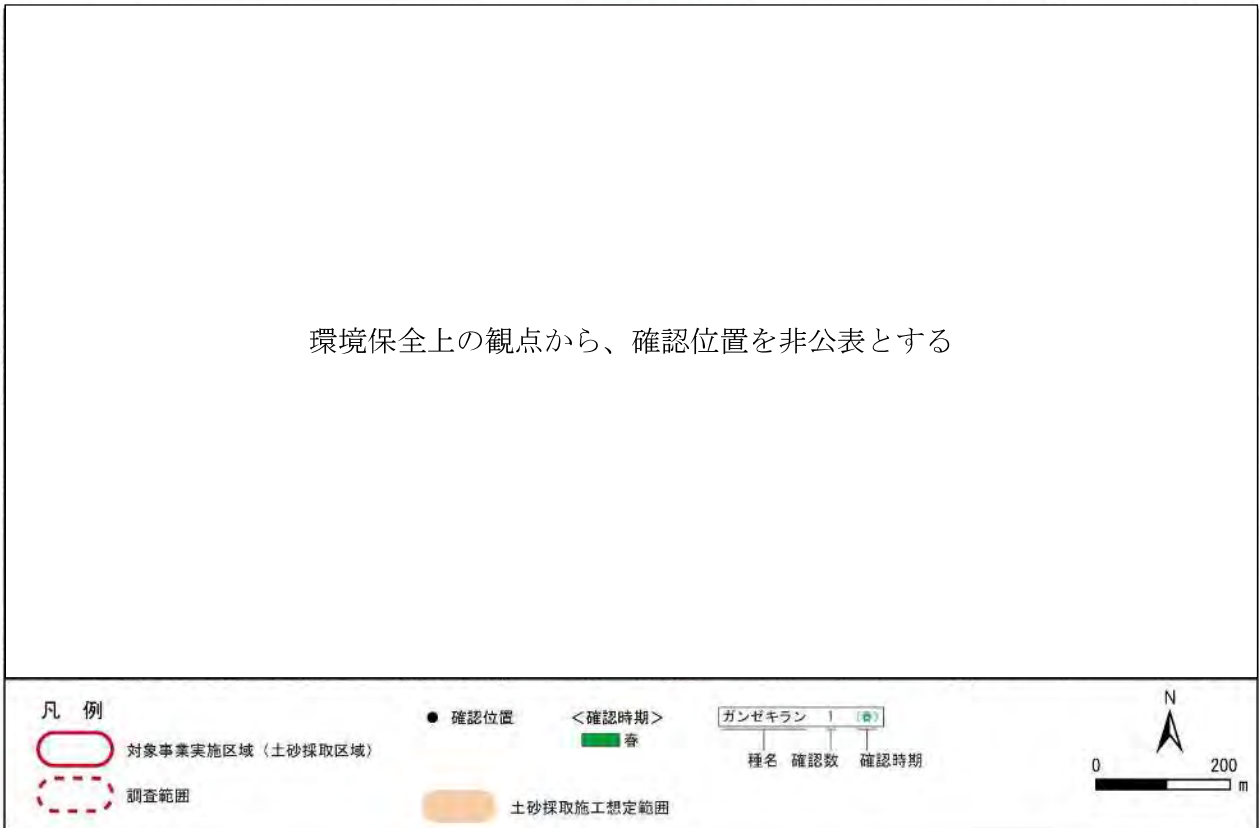 環境保全上の観点から、確認位置を非公表とする
凡 例
対象事業実施区域（土砂採取区域）
調査範囲
● 確認位置
＜確認時期＞
春
土砂採取施工想定範囲
ガンゼキラン 1 (春)
種名 確認数 確認時期
N
0 200
m